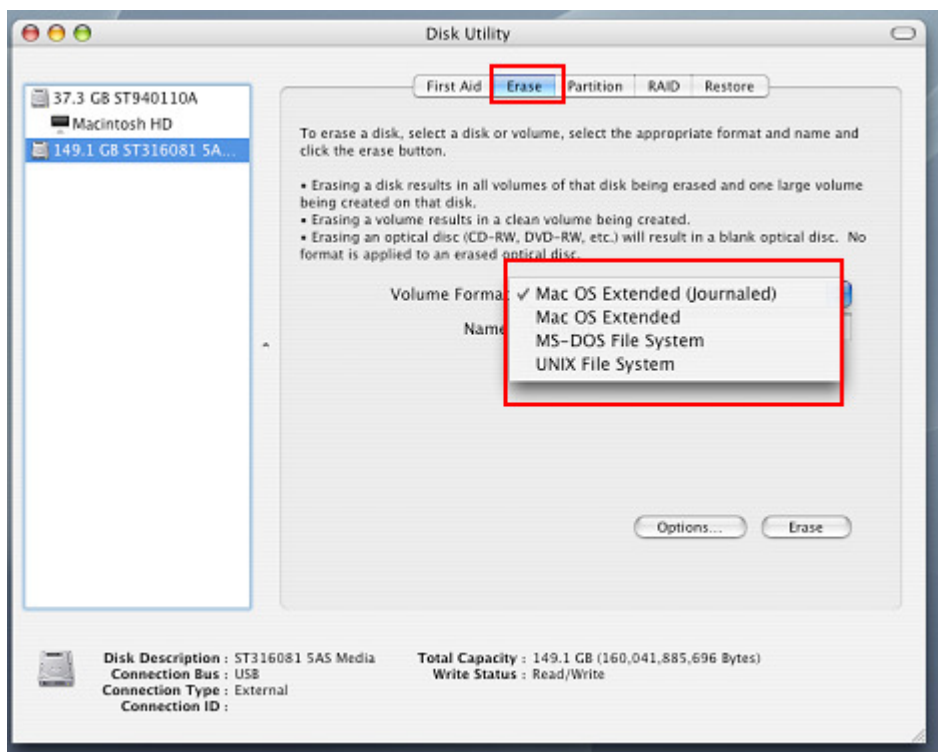 Disk Utility
37.3 GB ST940110A
Macintosh HD
149.1 GB ST316081 5A...
First Aid Erase Partition RAID Restore
To erase a disk, select a disk or volume, select the appropriate format and name and
click the erase button.
• Erasing a disk results in all volumes of that disk being erased and one large volume
being created on that disk.
• Erasing a volume results in a clean volume being created.
• Erasing an optical disc (CD-RW, DVD-RW, etc.) will result in a blank optical disc. No
format is applied to an erased optical disc.
Volume Format ✓ Mac OS Extended (Journaled)
Mac OS Extended
Name
MS-DOS File System
UNIX File System
Options... Erase
Disk Description : ST316081 5AS Media Total Capacity : 149.1 GB (160,041,885,696 Bytes)
Connection Bus : USB Write Status : Read/Write
Connection Type : External
Connection ID :